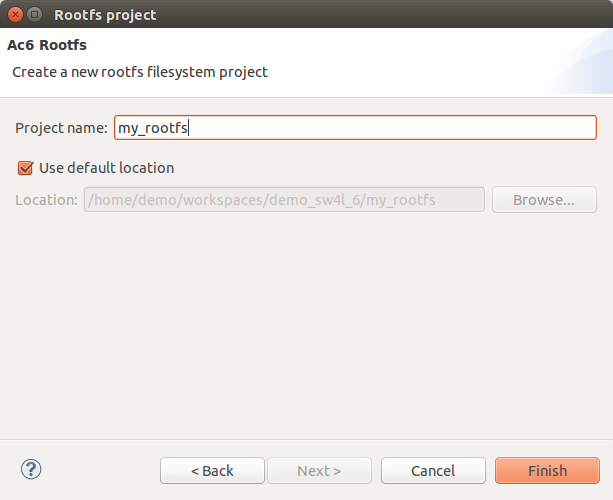 Rootfs project
Ac6 Rootfs
Create a new rootfs filesystem project
Project name: my_rootfs
Use default location
Location: /home/demo/workspaces/demo_sw4l_6/my_rootfs Browse...
? < Back Next > Cancel Finish